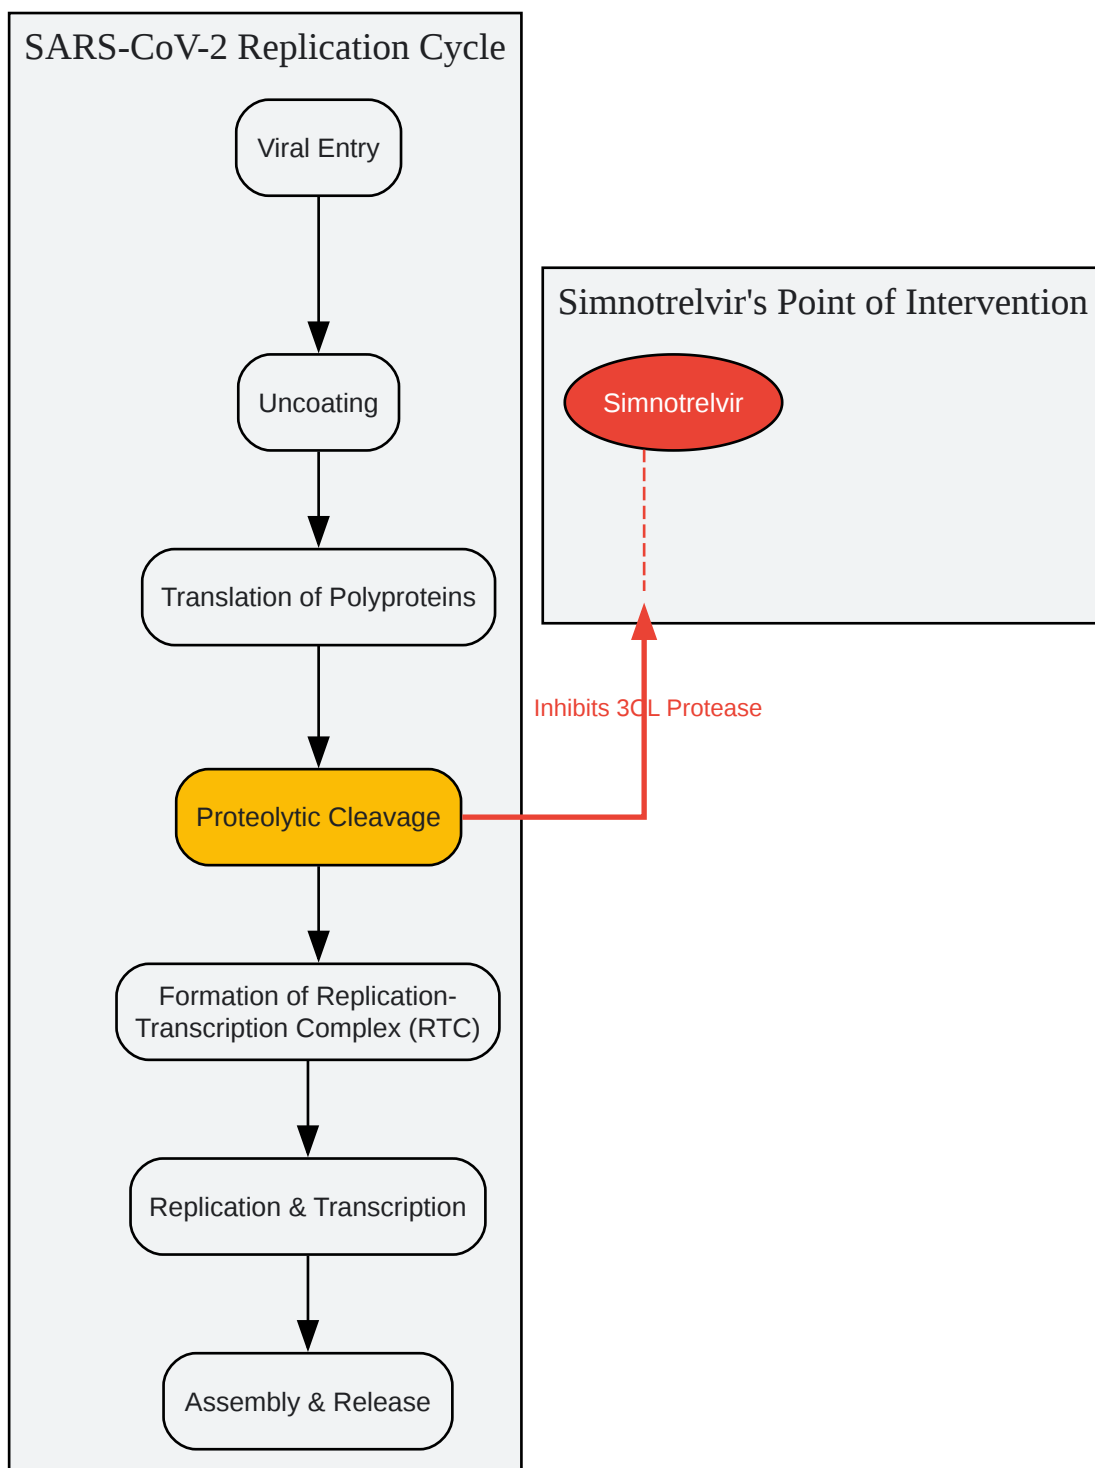 SARS-CoV-2 Replication Cycle
Viral Entry
Uncoating
Translation of Polyproteins
Proteolytic Cleavage
Formation of Replication-
Transcription Complex (RTC)
Replication & Transcription
Assembly & Release
Simnotrelvir's Point of Intervention
Simnotrelvir
Inhibits 3CL Protease